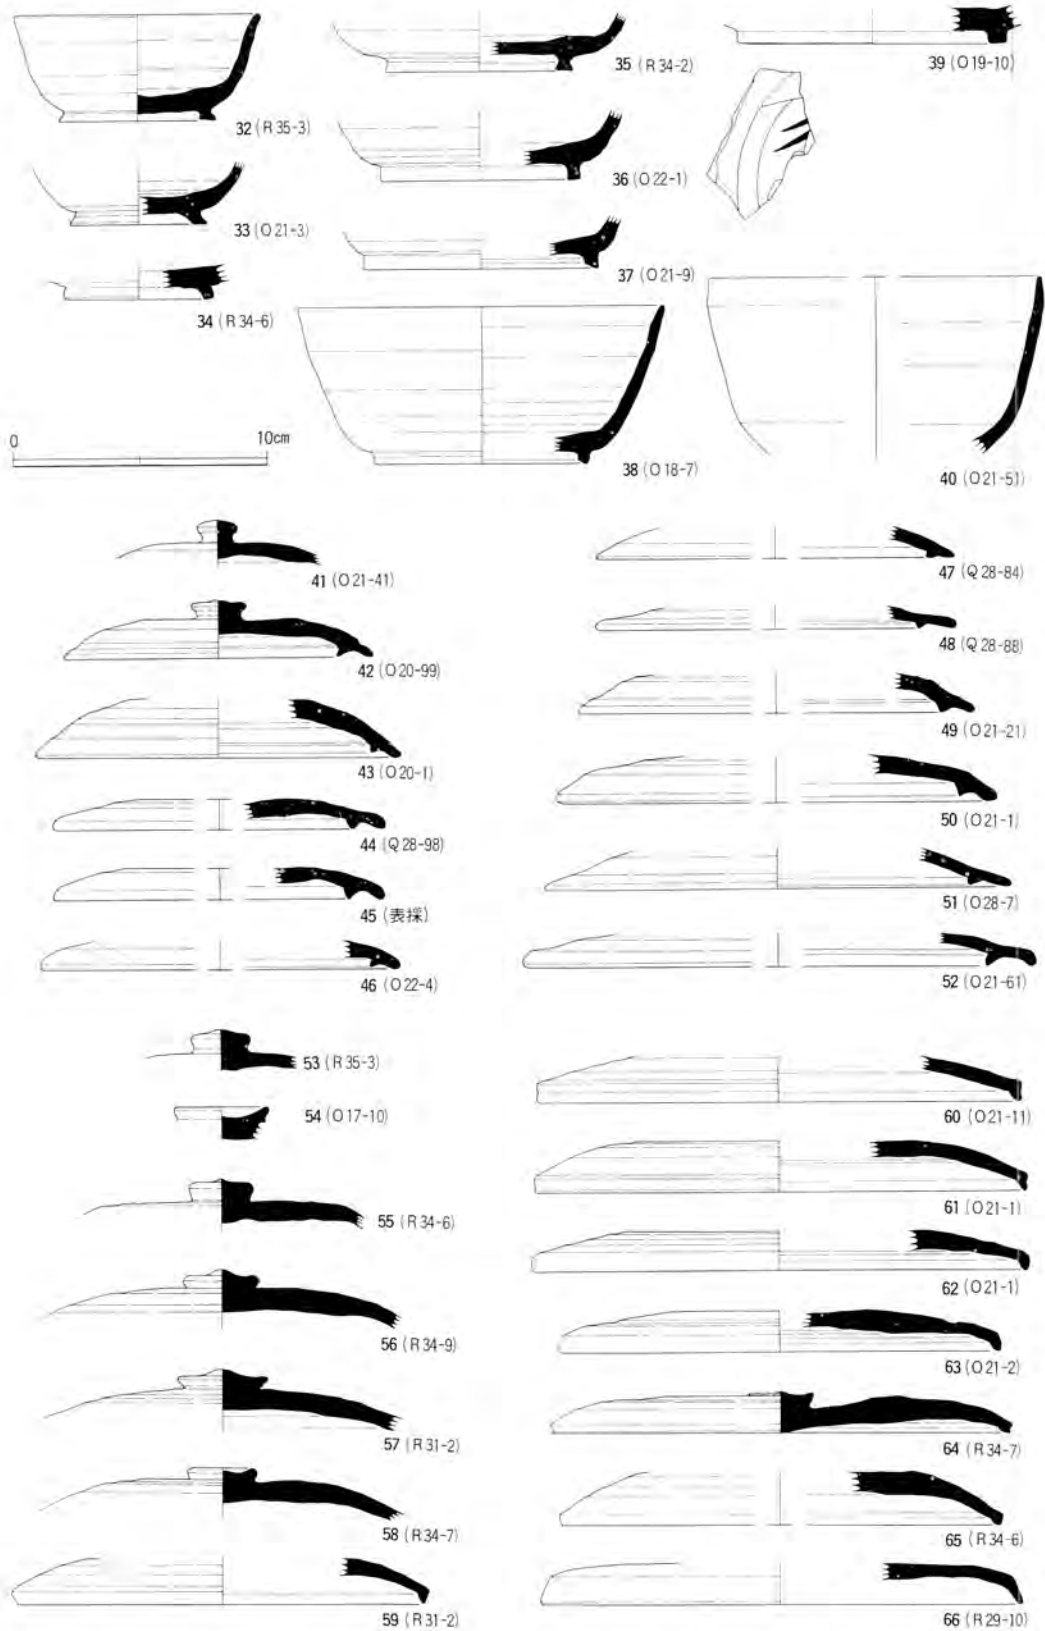 32 (R 35-3)
33 (O 21-3)
34 (R 34-6)
35 (R 34-2)
36 (O 22-1)
37 (O 21-9)
38 (O 18-7)
39 (O 19-10)
40 (O 21-51)
0 10cm
41 (O 21-41)
42 (O 20-99)
43 (O 20-1)
44 (Q 28-98)
45 (表採)
46 (O 22-4)
47 (Q 28-84)
48 (Q 28-88)
49 (O 21-21)
50 (O 21-1)
51 (O 28-7)
52 (O 21-61)
53 (R 35-3)
54 (O 17-10)
55 (R 34-6)
56 (R 34-9)
57 (R 31-2)
58 (R 34-7)
59 (R 31-2)
60 (O 21-11)
61 (O 21-1)
62 (O 21-1)
63 (O 21-2)
64 (R 34-7)
65 (R 34-6)
66 (R 29-10)